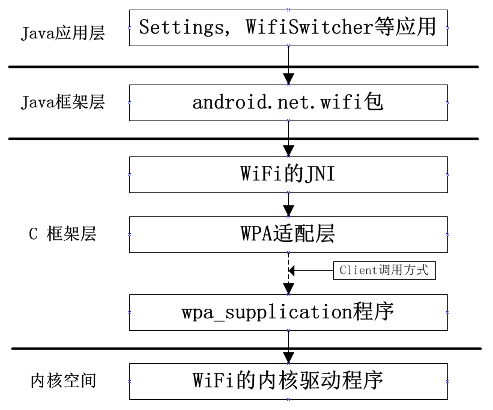 Java应用层
Settings, WifiSwitcher等应用
Java框架层
android.net.wifi包
WiFi的JNI
C 框架层
WPA适配层
Client调用方式
wpa_supplication程序
内核空间
WiFi的内核驱动程序